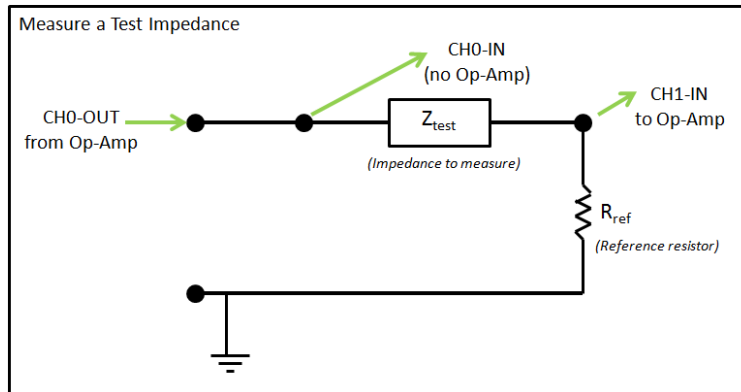 Measure a Test Impedance
CH0-IN
(no Op-Amp)
CH0-OUT
from Op-Amp
Ztest
(Impedance to measure)
CH1-IN
to Op-Amp
Rref
(Reference resistor)